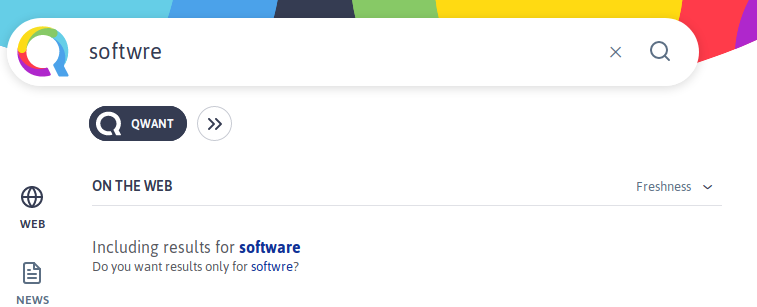 softwre
QWANT
ON THE WEB
Freshness
WEB
Including results for software
Do you want results only for softwre?
NEWS